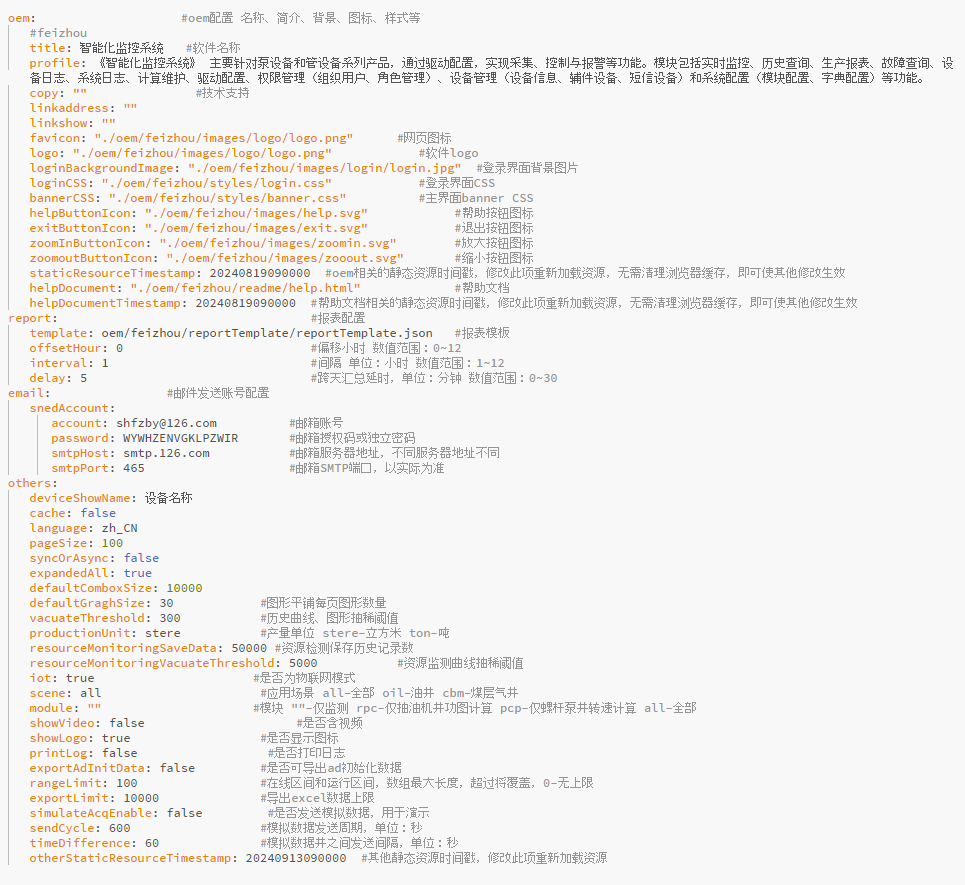 oem:                    #oem配置 名称、简介、背景、图标、样式等
   #feizhou
   title: 智能化监控系统   #软件名称
   profile: 《智能化监控系统》 主要针对泵设备和管设备系列产品，通过驱动配置，实现采集、控制与报警等功能。模块包括实时监控、历史查询、生产报表、故障查询、设
   备日志、系统日志、计算维护、驱动配置、权限管理（组织用户、角色管理）、设备管理（设备信息、辅件设备、短信设备）和系统配置（模块配置、字典配置）等功能。
   copy: ""               #技术支持
   linkaddress: ""
   linkshow: ""
   favicon: "./oem/feizhou/images/logo/logo.png"      #网页图标
   logo: "./oem/feizhou/images/logo/logo.png"            #软件logo
   loginBackgroundImage: "./oem/feizhou/images/login/login.jpg"  #登录界面背景图片
   loginCSS: "./oem/feizhou/styles/login.css"            #登录界面CSS
   bannerCSS: "./oem/feizhou/styles/banner.css"          #主界面banner CSS
   helpButtonIcon: "./oem/feizhou/images/help.svg"            #帮助按钮图标
   exitButtonIcon: "./oem/feizhou/images/exit.svg"            #退出按钮图标
   zoomInButtonIcon: "./oem/feizhou/images/zoomin.svg"        #放大按钮图标
   zoomoutButtonIcon: "./oem/feizhou/images/zooout.svg"       #缩小按钮图标
   staticResourceTimestamp: 20240819090000  #oem相关的静态资源时间戳，修改此项重新加载资源，无需清理浏览器缓存，即可使其他修改生效
   helpDocument: "./oem/feizhou/readme/help.html"             #帮助文档
   helpDocumentTimestamp: 20240819090000  #帮助文档相关的静态资源时间戳，修改此项重新加载资源，无需清理浏览器缓存，即可使其他修改生效
report:                                   #报表配置
   template: oem/feizhou/reportTemplate/reportTemplate.json   #报表模板
   offsetHour: 0                          #偏移小时 数值范围：0~12
   interval: 1                            #间隔 单位：小时 数值范围：1~12
   delay: 5                               #跨天汇总延时，单位：分钟 数值范围：0~30
email:                #邮件发送账号配置
   snedAccount:
      account: shfzby@126.com          #邮箱账号
      password: WYWHZENVGKLPZWIR       #邮箱授权码或独立密码
      smtpHost: smtp.126.com           #邮箱服务器地址，不同服务器地址不同
      smtpPort: 465                    #邮箱SMTP端口，以实际为准
others:
   deviceShowName: 设备名称
   cache: false
   language: zh_CN
   pageSize: 100
   syncOrAsync: false
   expandedAll: true
   defaultComboxSize: 10000
   defaultGraghSize: 30            #图形平铺每页图形数量
   vacuateThreshold: 300           #历史曲线、图形抽稀阈值
   productionUnit: stere           #产量单位 stere-立方米 ton-吨
   resourceMonitoringSaveData: 50000 #资源检测保存历史记录数
   resourceMonitoringVacuateThreshold: 5000           #资源监测曲线抽稀阈值
   iot: true                      #是否为物联网模式
   scene: all                      #应用场景 all-全部 oil-油井 cbm-煤层气井
   module: ""                     #模块 ""-仅监测 rpc-仅抽油机井功图计算 pcp-仅螺杆泵井转速计算 all-全部
   showVideo: false                     #是否含视频
   showLogo: true                  #是否显示图标
   printLog: false                  #是否打印日志
   exportAdInitData: false         #是否可导出ad初始化数据
   rangeLimit: 100                 #在线区间和运行区间，数组最大长度，超过将覆盖，0-无上限
   exportLimit: 10000              #导出excel数据上限
   simulateAcqEnable: false         #是否发送模拟数据，用于演示
   sendCycle: 600                  #模拟数据发送周期，单位：秒
   timeDifference: 60              #模拟数据井之间发送间隔，单位：秒
   otherStaticResourceTimestamp: 20240913090000  #其他静态资源时间戳，修改此项重新加载资源